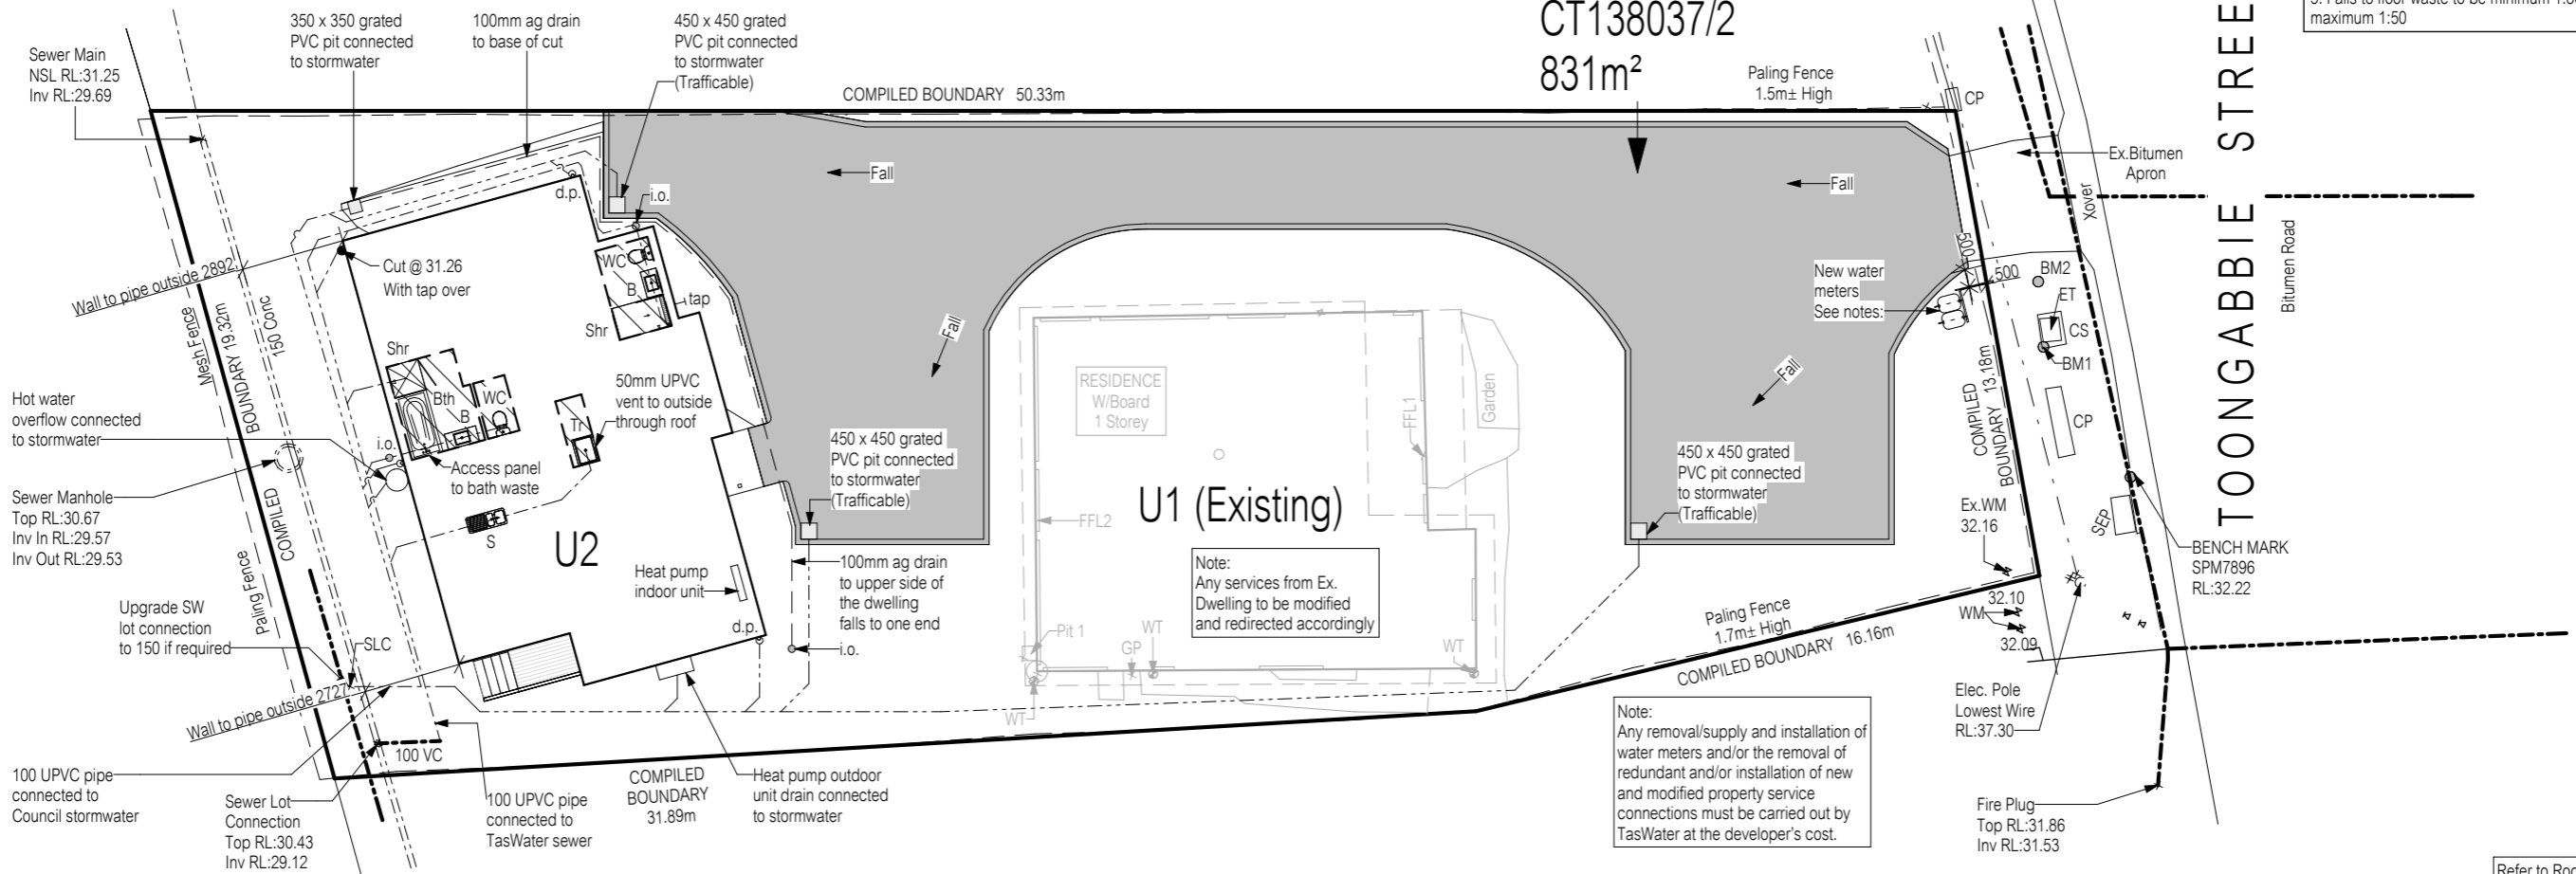 350 x 350 grated
PVC pit connected
to stormwater
100mm ag drain
to base of cut
450 x 450 grated
PVC pit connected
to stormwater
(Trafficable)
CT138037/2
831m²
maximum 1:50
Sewer Main
NSL RL:31.25
Inv RL:29.69
COMPILED BOUNDARY 50.33m
Paling Fence
1.5m± High
CP
Ex.Bitumen
Apron
Xover
TOONGABBIE STREE
Bitumen Road
Fall
Fall
d.p.
i.o.
Cut @ 31.26
With tap over
WC
B
tap
Shr
Wall to pipe outside 2892
Mesh Fence
BOUNDARY 19.32m
COMPILED
150 Conc
505
500
New water
meters
See notes:
BM2
ET
CS
BM1
CP
Fall
Fall
Shr
Bth
B
WC
Tr
50mm UPVC
vent to outside
through roof
Hot water
overflow connected
to stormwater
i.o.
Access panel
to bath waste
RESIDENCE
W/Board
1 Storey
FFL1
Garden
COMPILED
BOUNDARY 13.18m
450 x 450 grated
PVC pit connected
to stormwater
(Trafficable)
450 x 450 grated
PVC pit connected
to stormwater
(Trafficable)
Sewer Manhole
Top RL:30.67
Inv In RL:29.57
Inv Out RL:29.53
S
U2
U1 (Existing)
FFL2
Ex.WM
32.16
SEP
BENCH MARK
SPM7896
RL:32.22
Heat pump
indoor unit
100mm ag drain
to upper side of
the dwelling
falls to one end
Note:
Any services from Ex.
Dwelling to be modified
and redirected accordingly
Paling Fence
Upgrade SW
lot connection
to 150 if required
SLC
d.p.
i.o.
Pit 1
GP
WT
WT
WT
Paling Fence
1.7m± High
COMPILED BOUNDARY 16.16m
32.10
WM
32.09
Wall to pipe outside 2727
100 VC
100 UPVC pipe
connected to
Council stormwater
Sewer Lot
Connection
Top RL:30.43
Inv RL:29.12
100 UPVC pipe
connected to
TasWater sewer
COMPILED
BOUNDARY
31.89m
Heat pump outdoor
unit drain connected
to stormwater
Note:
Any removal/supply and installation of
water meters and/or the removal of
redundant and/or installation of new
and modified property service
connections must be carried out by
TasWater at the developer's cost.
Elec. Pole
Lowest Wire
RL:37.30
Fire Plug
Top RL:31.86
Inv RL:31.53